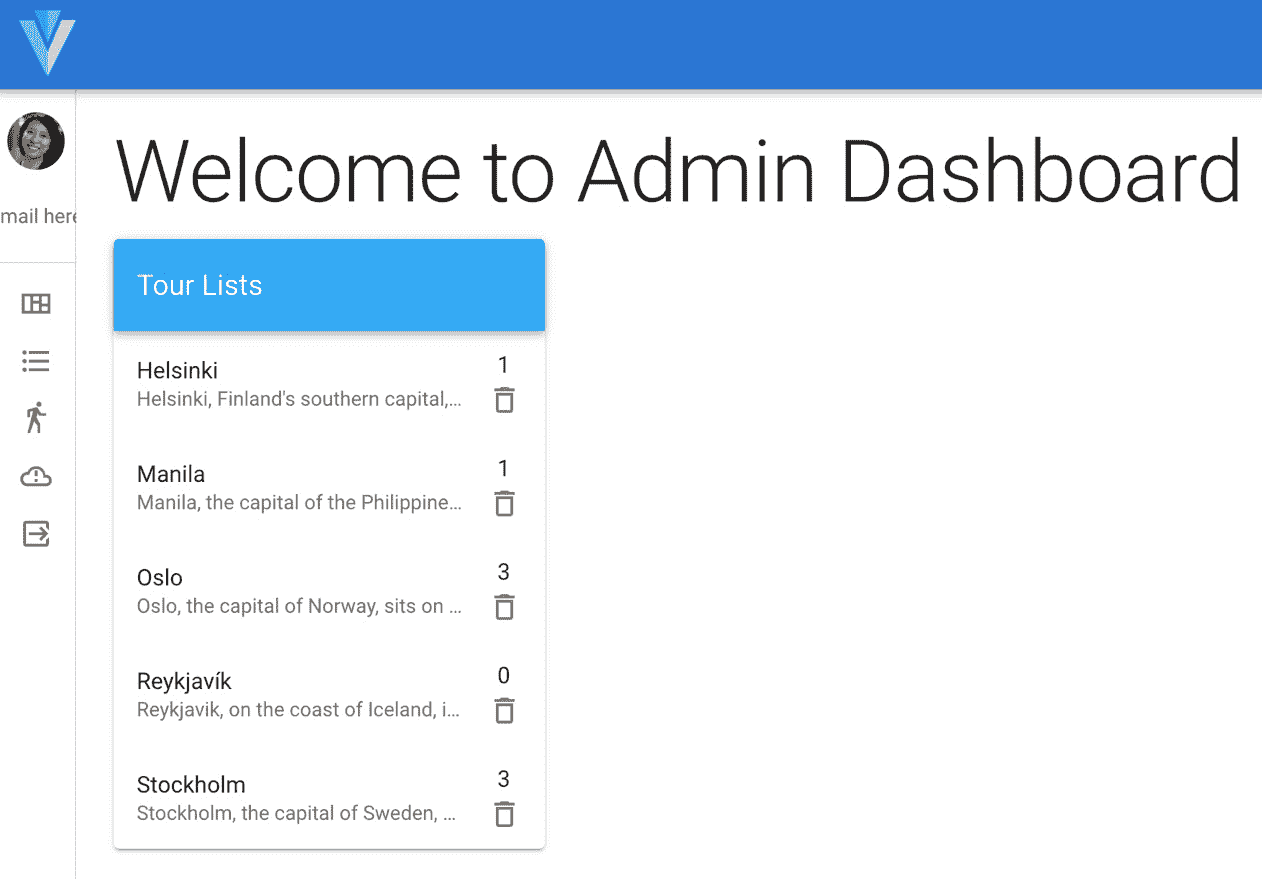 Welcome to Admin Dashboard
mail here
Tour Lists
Helsinki
1
Helsinki, Finland's southern capital,...
Manila
1
Manila, the capital of the Philippine...
Oslo
3
Oslo, the capital of Norway, sits on ...
Reykjavík
0
Reykjavik, on the coast of Iceland, i...
Stockholm
3
Stockholm, the capital of Sweden, ...